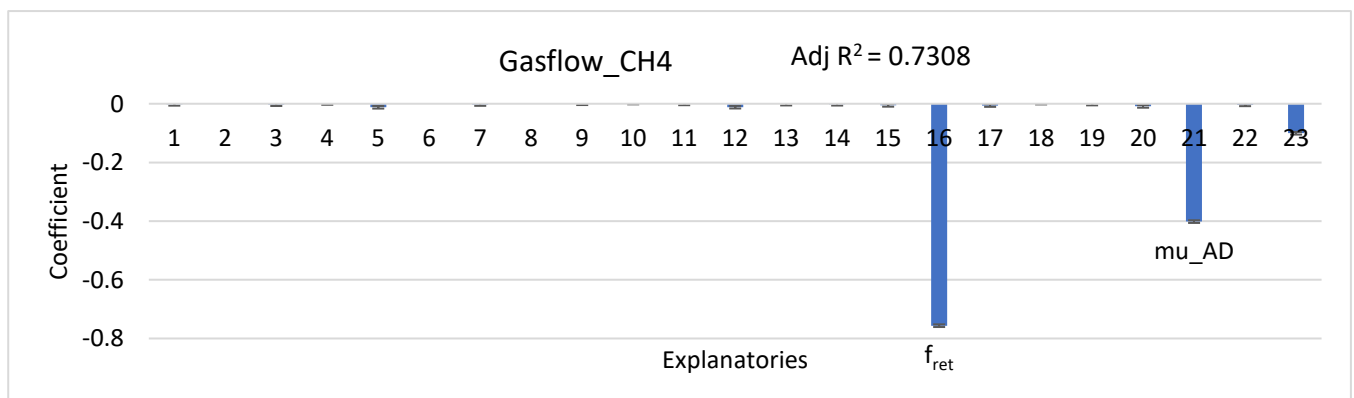 Gasflow_CH4 Adj R² = 0.7308
0
1 2 3 4 5 6 7 8 9 10 11 12 13 14 15 16 17 18 19 20 21 22 23
-0.2
-0.4
-0.6
-0.8
Coefficient
mu_AD
Explanatories
f_ret